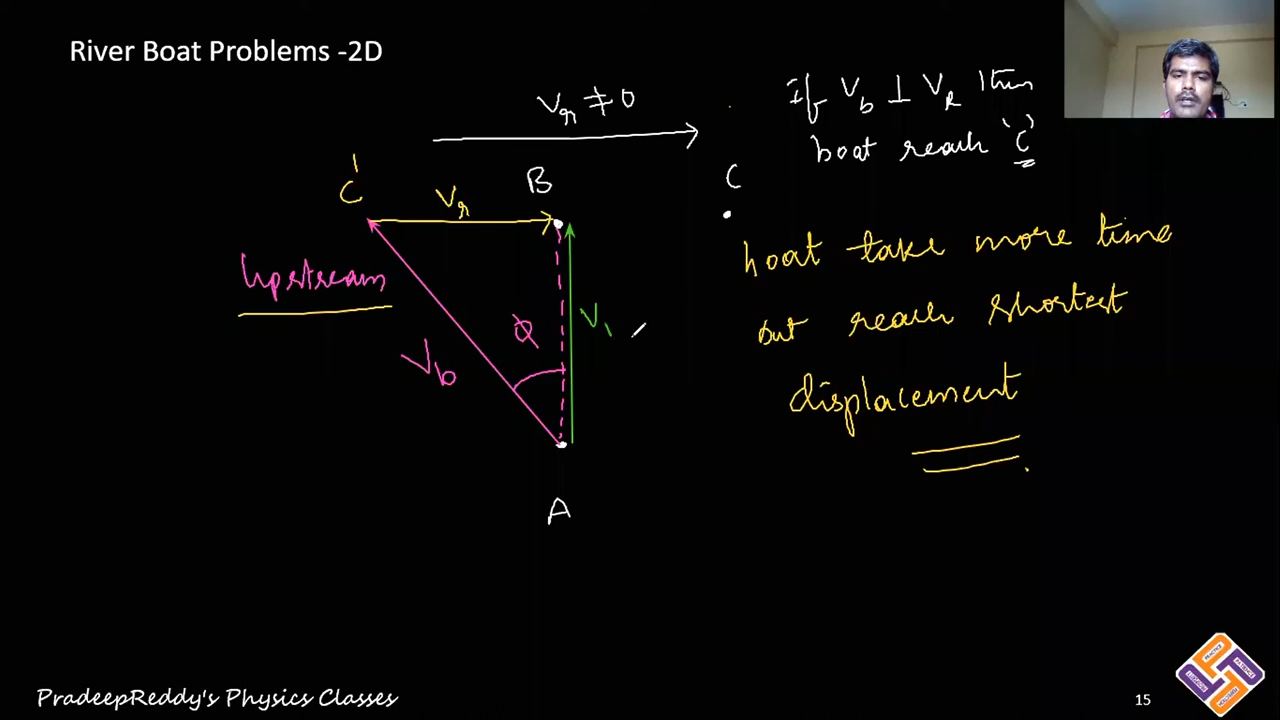 River Boat Problems -2D
Vr ≠ 0
If Vb ⊥ VR then
boat reach 'C'
C'
Vr
B
C
boat take more time
but reach shortest
displacement
Upstream
Vb
ϕ
V1
A
PradeepReddy's Physics Classes
15